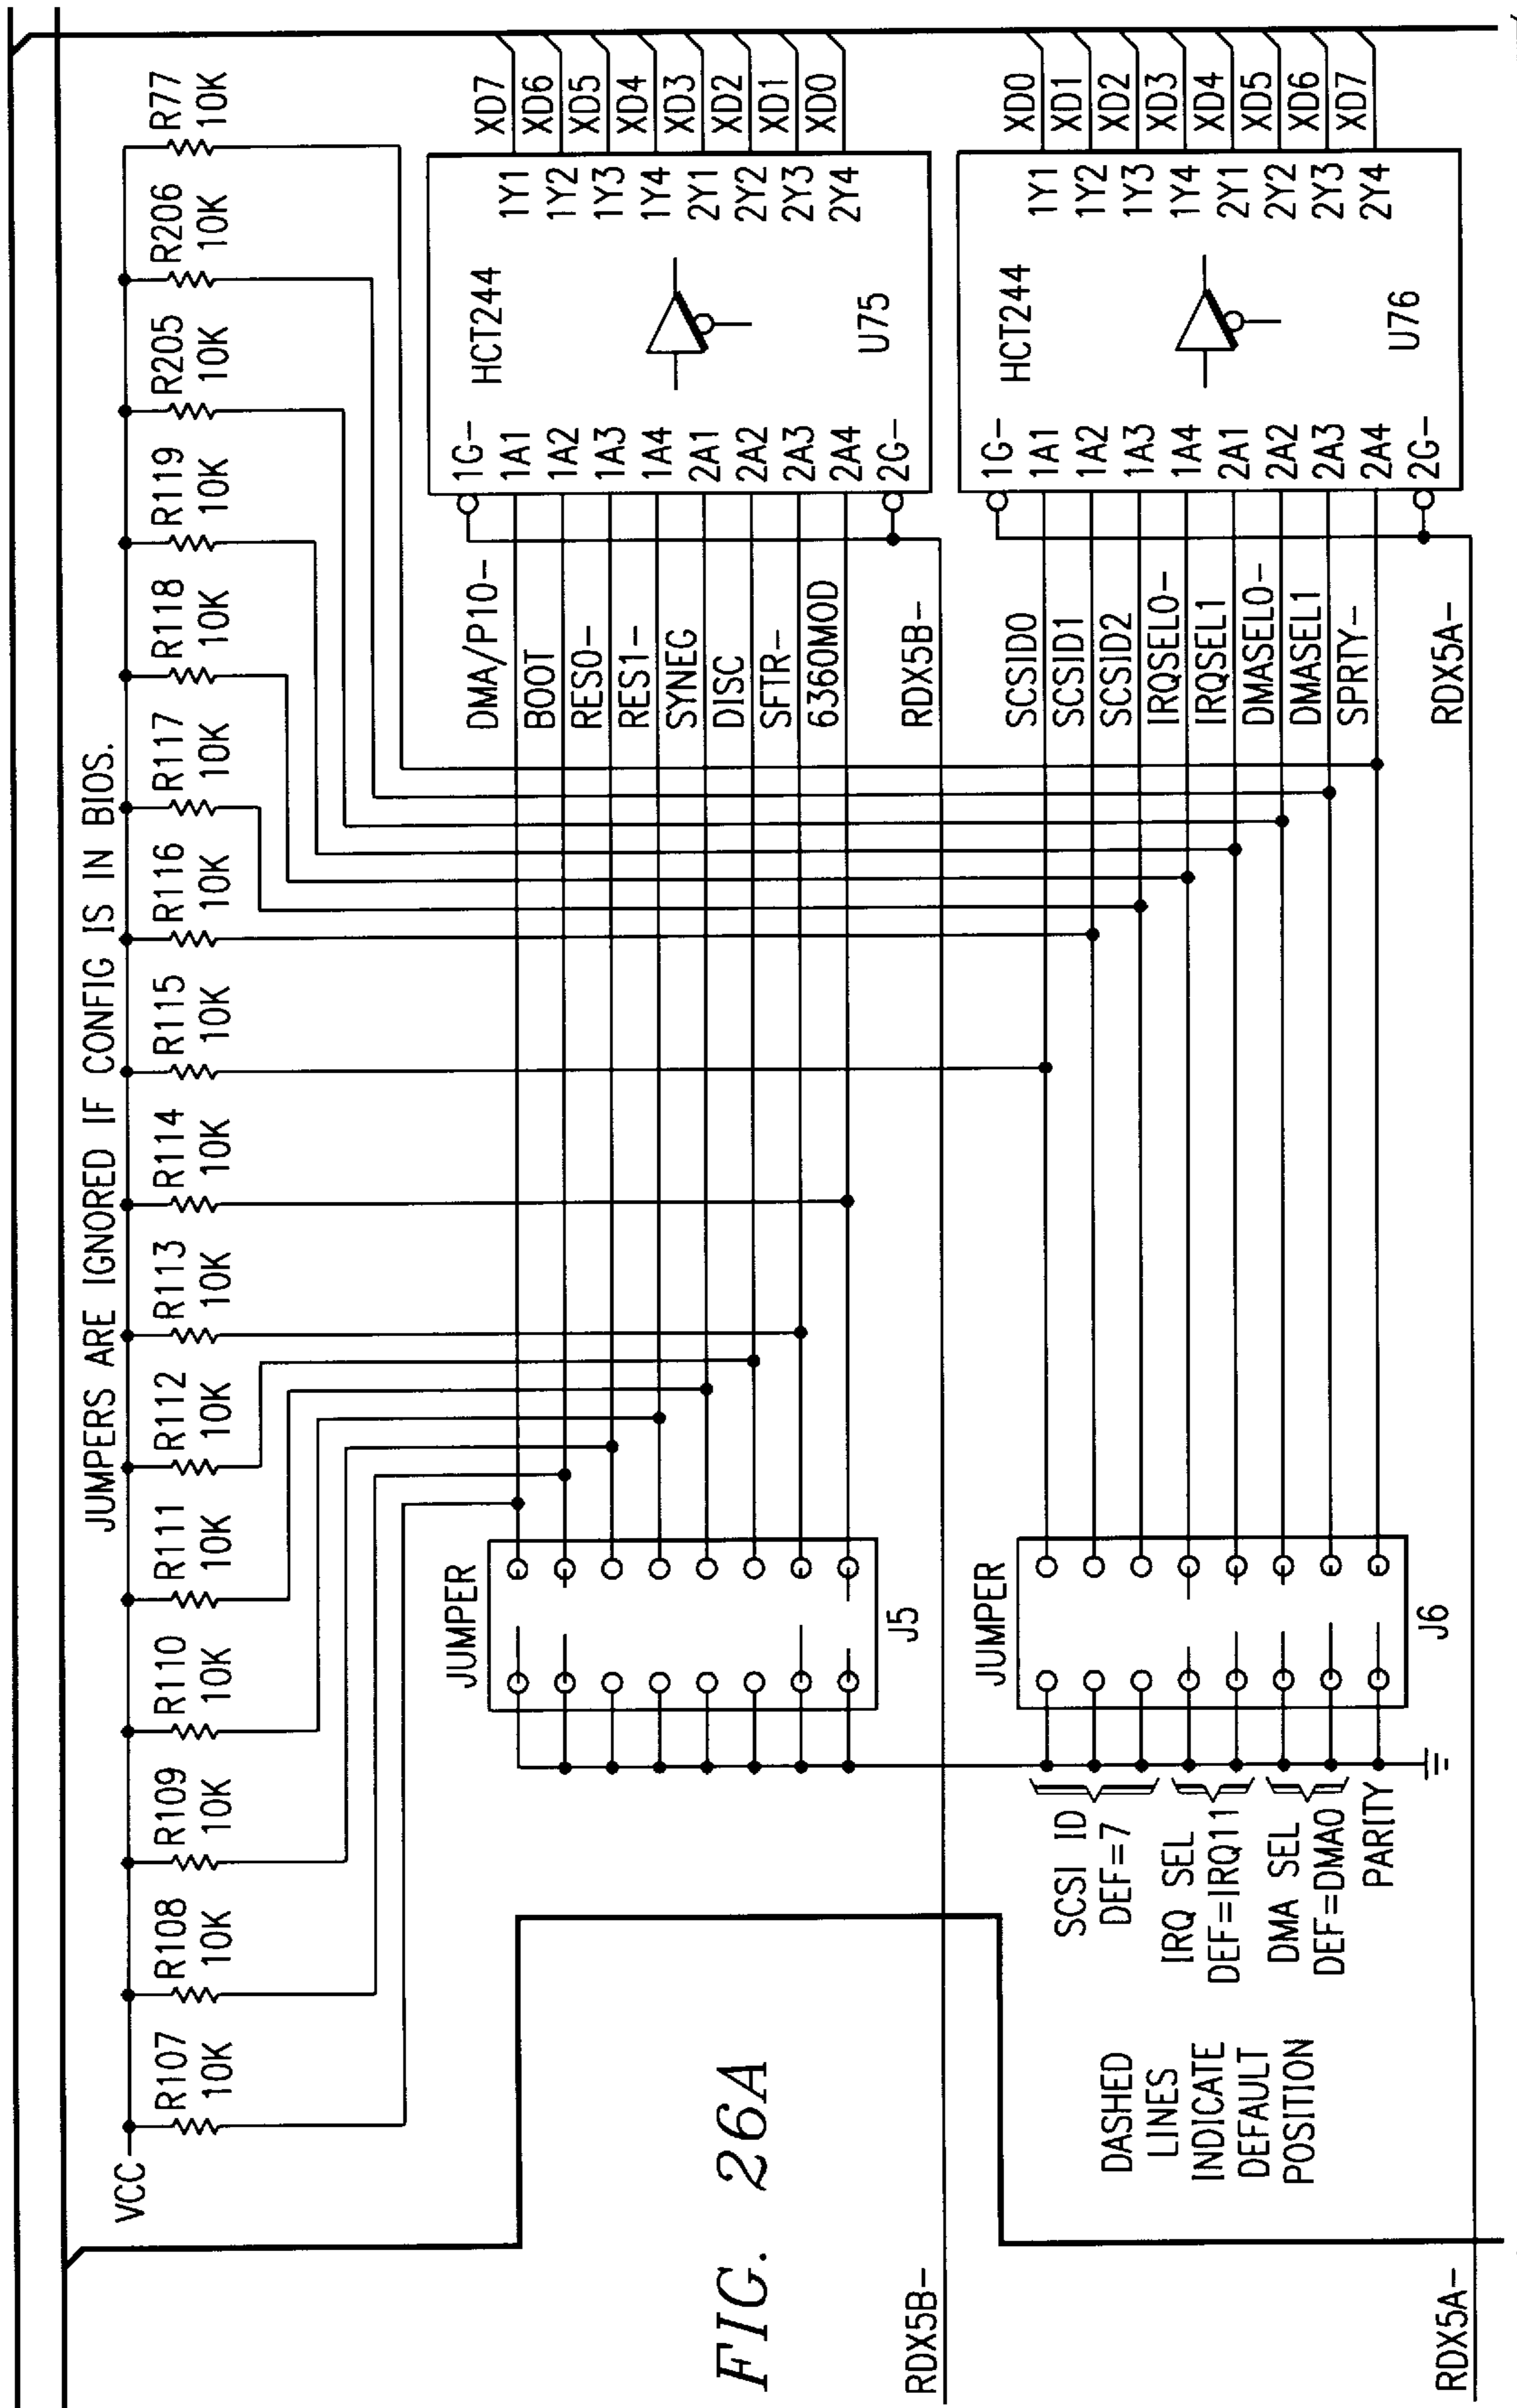 JUMPERS ARE IGNORED IF CONFIG IS IN BIOS.
VCC
R107
10K
R108
10K
R109
10K
R110
10K
R111
10K
R112
10K
R113
10K
R114
10K
R115
10K
R116
10K
R117
10K
R118
10K
R119
10K
R205
10K
R206
10K
R77
10K
JUMPER
J5
DMA/P10-
BOOT
RES0-
RES1-
SYNEG
DISC
SFTR-
6360MOD
RDX5B-
1G-
1A1
1A2
1A3
1A4
2A1
2A2
2A3
2A4
2G-
HCT244
U75
1Y1
1Y2
1Y3
1Y4
2Y1
2Y2
2Y3
2Y4
XD7
XD6
XD5
XD4
XD3
XD2
XD1
XD0
FIG. 26A
RDX5B-
JUMPER
J6
SCSI ID
DEF=7
IRQ SEL
DEF=IRQ11
DMA SEL
DEF=DMA0
PARITY
SCSID0
SCSID1
SCSID2
IRQSEL0-
IRQSEL1
DMASEL0-
DMASEL1
SPRTY-
RDX5A-
1G-
1A1
1A2
1A3
1A4
2A1
2A2
2A3
2A4
2G-
HCT244
U76
1Y1
1Y2
1Y3
1Y4
2Y1
2Y2
2Y3
2Y4
XD0
XD1
XD2
XD3
XD4
XD5
XD6
XD7
DASHED
LINES
INDICATE
DEFAULT
POSITION
RDX5A-